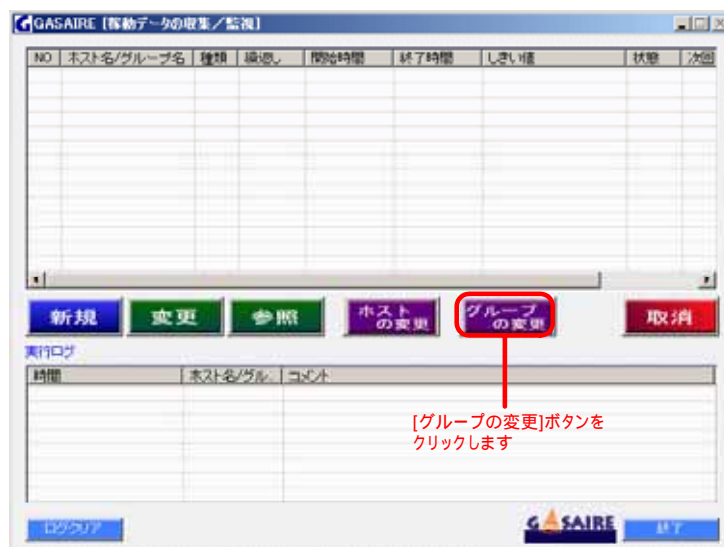 GASAIRE [稼動データの収集／監視]
NO ホスト名/グループ名 種類 繰返し 開始時間 終了時間 しきい値 状態 次回
新規 変更 参照 ホストの変更 グループの変更 取消
実行ログ
時間 ホスト名/グル. コメント
[グループの変更]ボタンを
クリックします
ログクリア GASAIRE 終了